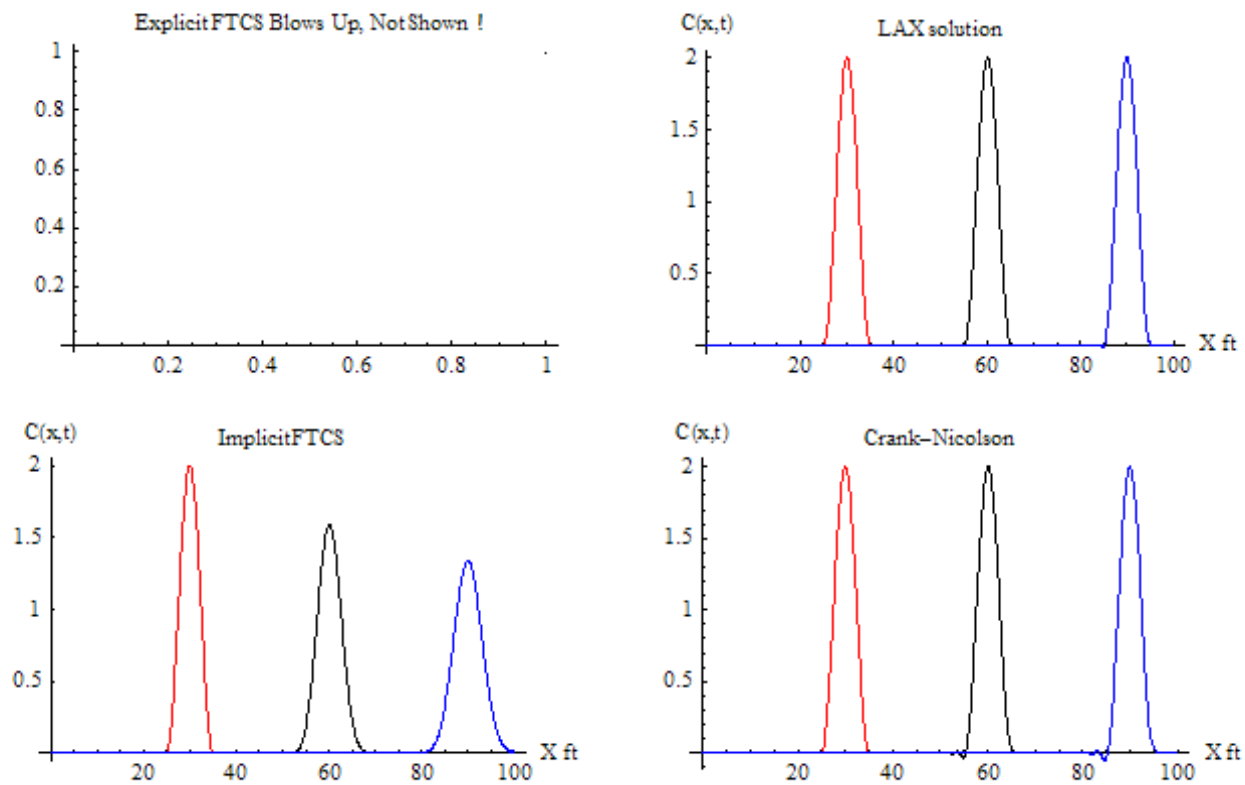 ExplicitFTCS Blows Up, NotShown !
1
0.8
0.6
0.4
0.2
0.2 0.4 0.6 0.8 1
C(x,t)
LAX solution
2
1.5
1
0.5
20 40 60 80 100
X ft
C(x,t)
ImplicitFTCS
2
1.5
1
0.5
20 40 60 80 100
X ft
C(x,t)
Crank-Nicolson
2
1.5
1
0.5
20 40 60 80 100
X ft